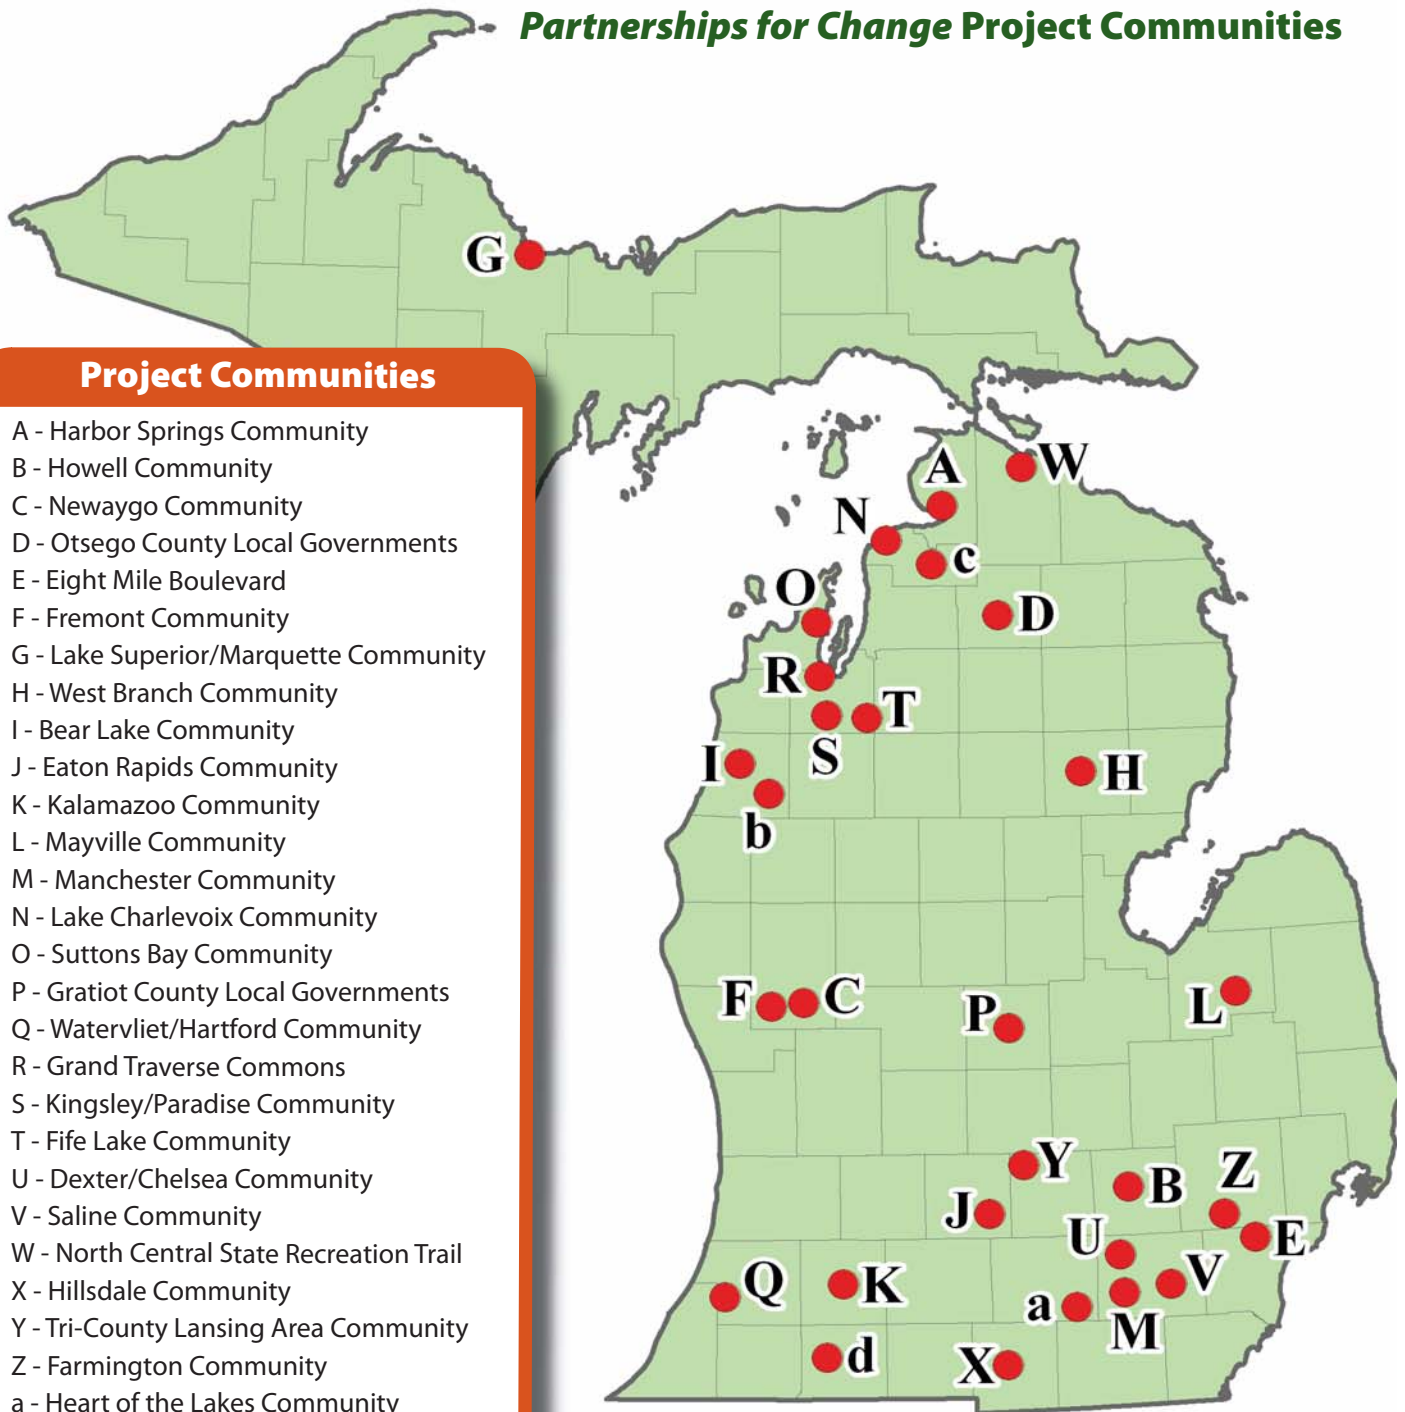 Partnerships for Change Project Communities
G
Project Communities
A - Harbor Springs Community
B - Howell Community
C - Newaygo Community
D - Otsego County Local Governments
E - Eight Mile Boulevard
F - Fremont Community
G - Lake Superior/Marquette Community
H - West Branch Community
I - Bear Lake Community
J - Eaton Rapids Community
K - Kalamazoo Community
L - Mayville Community
M - Manchester Community
N - Lake Charlevoix Community
O - Suttons Bay Community
P - Gratiot County Local Governments
Q - Watervliet/Hartford Community
R - Grand Traverse Commons
S - Kingsley/Paradise Community
T - Fife Lake Community
U - Dexter/Chelsea Community
V - Saline Community
W - North Central State Recreation Trail
X - Hillsdale Community
Y - Tri-County Lansing Area Community
Z - Farmington Community
a - Heart of the Lakes Community
A
W
N
c
O
D
R
T
S
I
H
b
F
C
P
L
Y
B
Z
J
U
E
Q
K
V
a
M
d
X